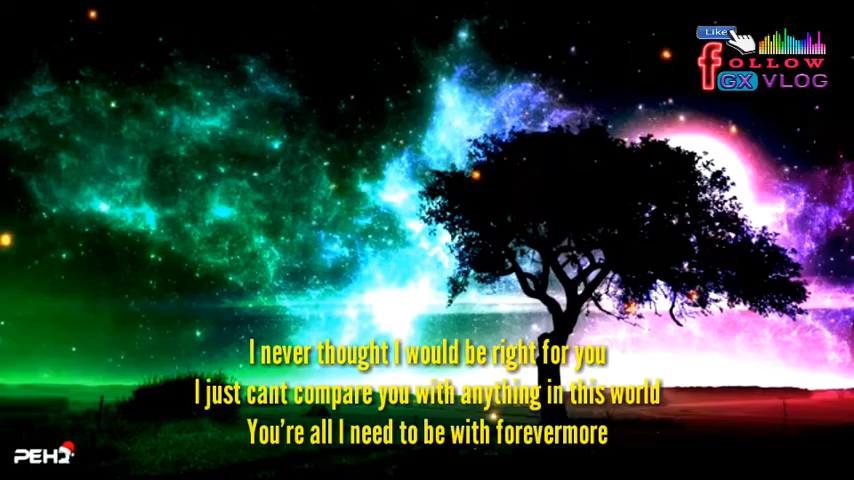 Like
fOLLOW
GX VLOG
I never thought I would be right for you
I just cant compare you with anything in this world
You're all I need to be with forevermore